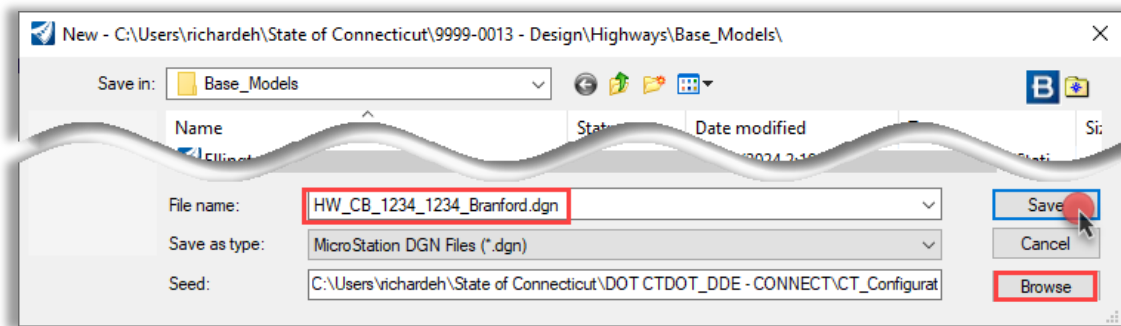 New - C:\Users\richardeh\State of Connecticut\9999-0013 - Design\Highways\Base_Models\
Save in: Base_Models
Name Date modified
File name: HW_CB_1234_1234_Branford.dgn Save
Save as type: MicroStation DGN Files (*.dgn) Cancel
Seed: C:\Users\richardeh\State of Connecticut\DOT CTDOT_DDE - CONNECT\CT_Configurat Browse